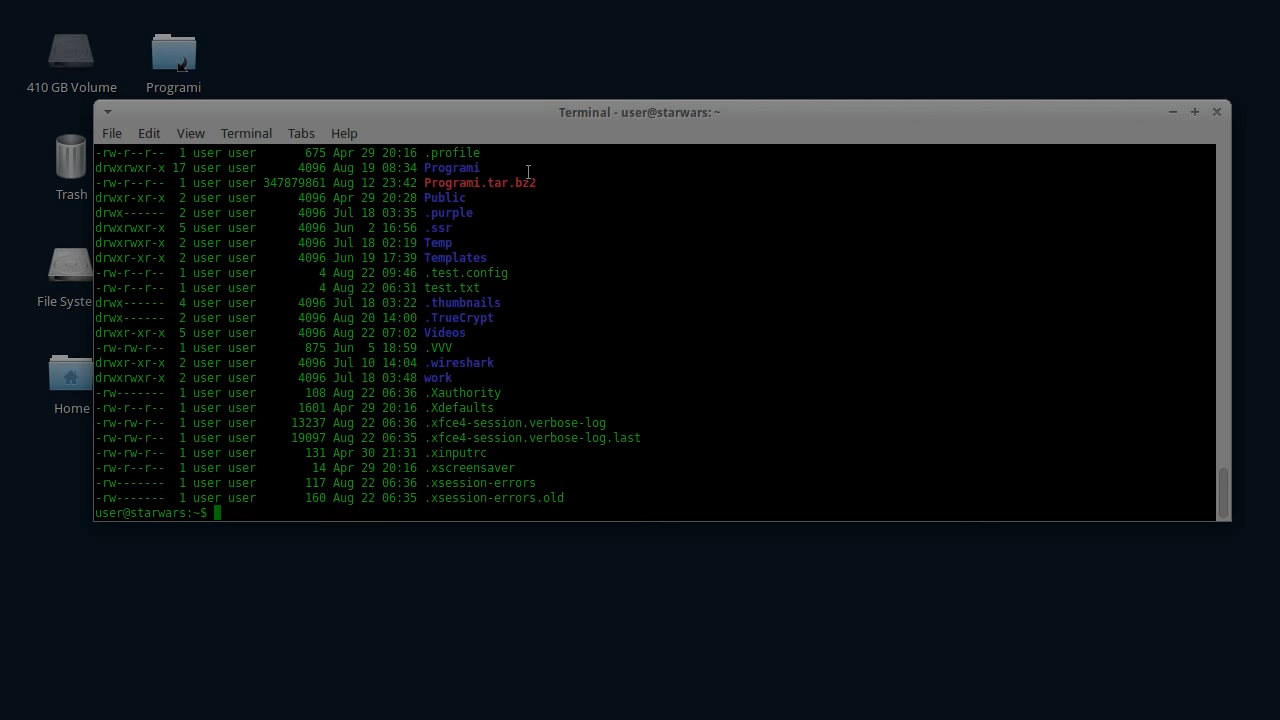 410 GB Volume
Programi
Trash
File Syste
Home
Terminal - user@starwars: ~
File Edit View Terminal Tabs Help
-rw-r--r--  1 user user       675 Apr 29 20:16 .profile
drwxrwxr-x 17 user user      4096 Aug 19 08:34 Programi
-rw-r--r--  1 user user 347879861 Aug 12 23:42 Programi.tar.bz2
drwxr-xr-x  2 user user      4096 Apr 29 20:28 Public
drwx------  2 user user      4096 Jul 18 03:35 .purple
drwxrwxr-x  5 user user      4096 Jun  2 16:56 .ssr
drwxrwxr-x  2 user user      4096 Jul 18 02:19 Temp
drwxr-xr-x  2 user user      4096 Jun 19 17:39 Templates
-rw-r--r--  1 user user         4 Aug 22 09:46 .test.config
-rw-r--r--  1 user user         4 Aug 22 06:31 test.txt
drwx------  4 user user      4096 Jul 18 03:22 .thumbnails
drwx------  2 user user      4096 Aug 20 14:00 .TrueCrypt
drwxr-xr-x  5 user user      4096 Aug 22 07:02 Videos
-rw-rw-r--  1 user user       875 Jun  5 18:59 .VVV
drwxr-xr-x  2 user user      4096 Jul 10 14:04 .wireshark
drwxrwxr-x  2 user user      4096 Jul 18 03:48 work
-rw-------  1 user user       108 Aug 22 06:36 .Xauthority
-rw-r--r--  1 user user      1601 Apr 29 20:16 .Xdefaults
-rw-rw-r--  1 user user     13237 Aug 22 06:36 .xfce4-session.verbose-log
-rw-rw-r--  1 user user     19097 Aug 22 06:35 .xfce4-session.verbose-log.last
-rw-rw-r--  1 user user       131 Apr 30 21:31 .xinputrc
-rw-r--r--  1 user user        14 Apr 29 20:16 .xscreensaver
-rw-------  1 user user       117 Aug 22 06:36 .xsession-errors
-rw-------  1 user user       160 Aug 22 06:35 .xsession-errors.old
user@starwars:~$